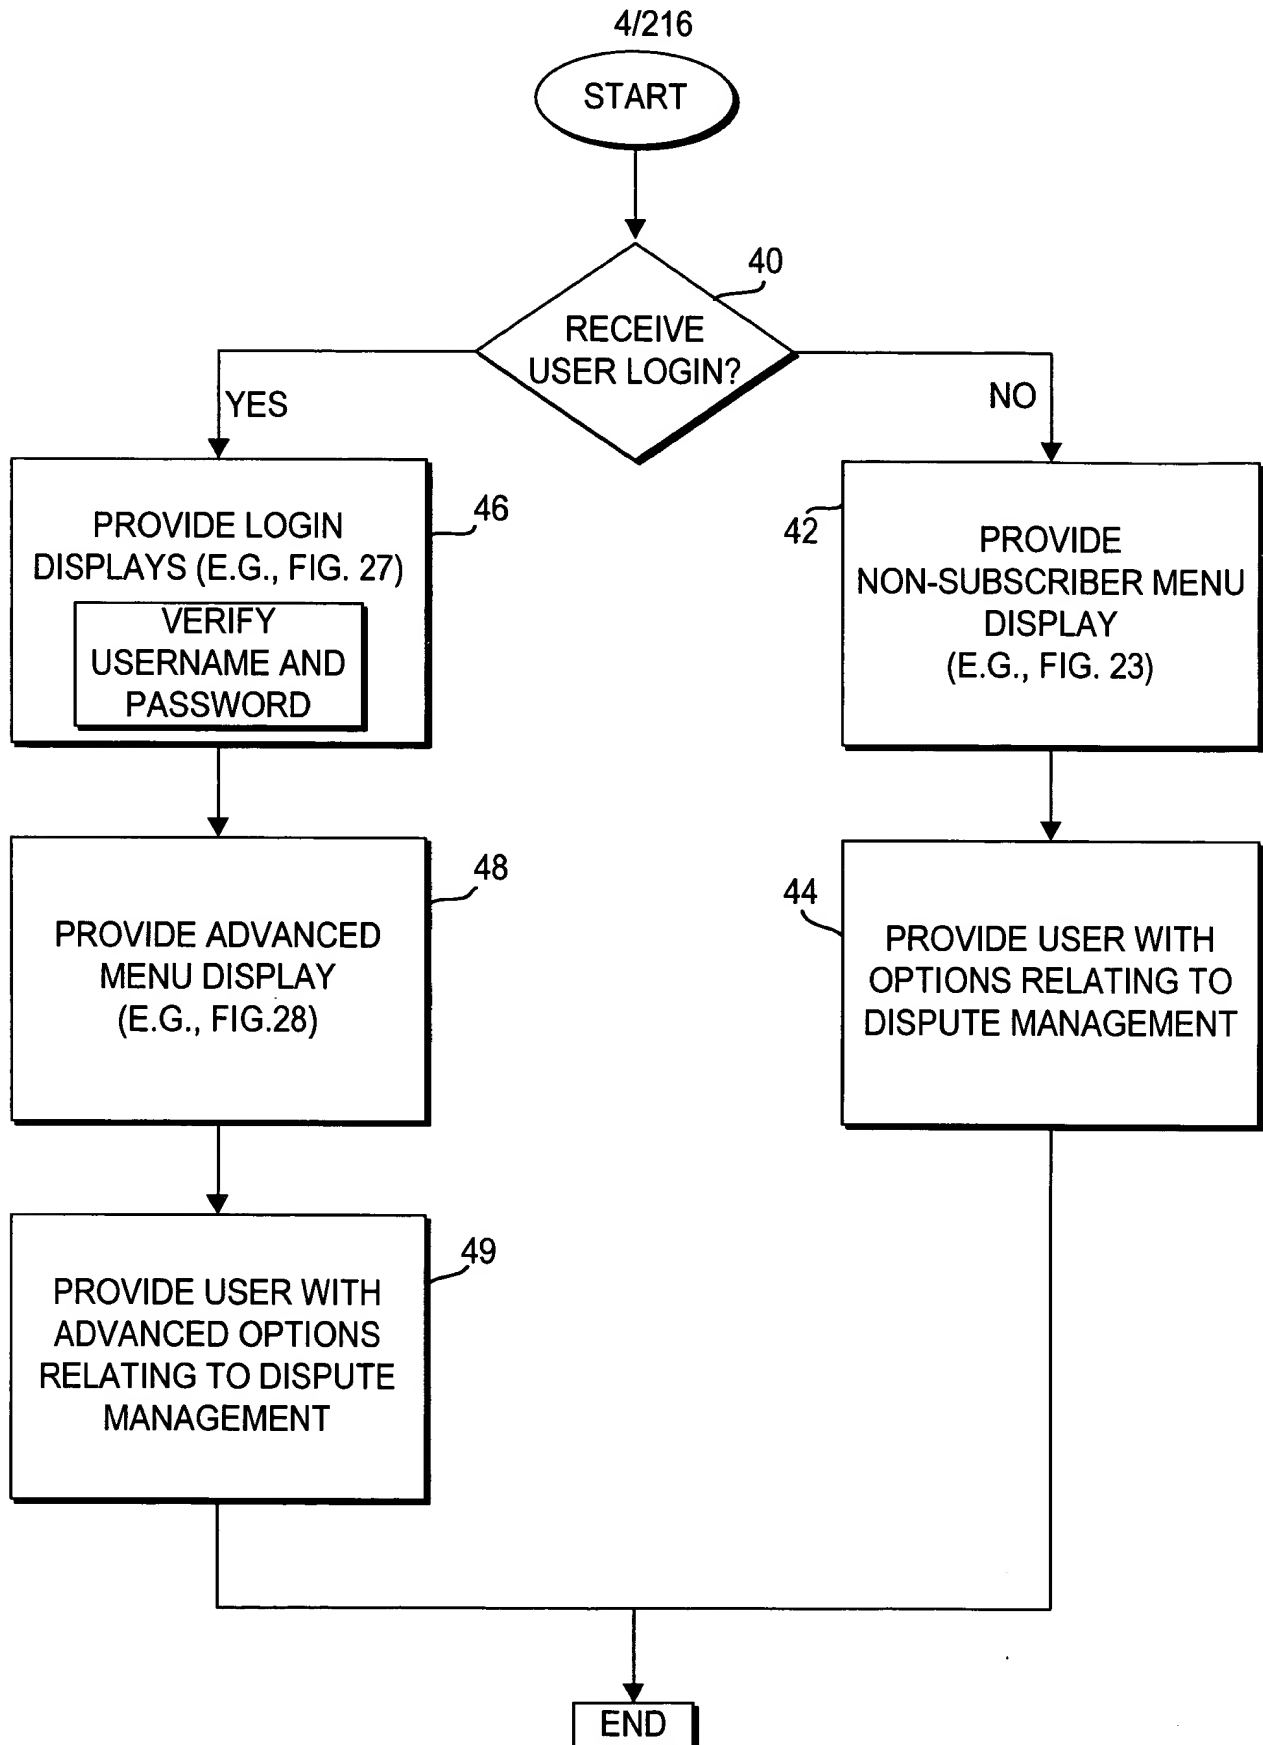 4/216
START
40
RECEIVE
USER LOGIN?
YES
NO
46
PROVIDE LOGIN
DISPLAYS (E.G., FIG. 27)
VERIFY
USERNAME AND
PASSWORD
42
PROVIDE
NON-SUBSCRIBER MENU
DISPLAY
(E.G., FIG. 23)
48
PROVIDE ADVANCED
MENU DISPLAY
(E.G., FIG.28)
44
PROVIDE USER WITH
OPTIONS RELATING TO
DISPUTE MANAGEMENT
49
PROVIDE USER WITH
ADVANCED OPTIONS
RELATING TO DISPUTE
MANAGEMENT
END